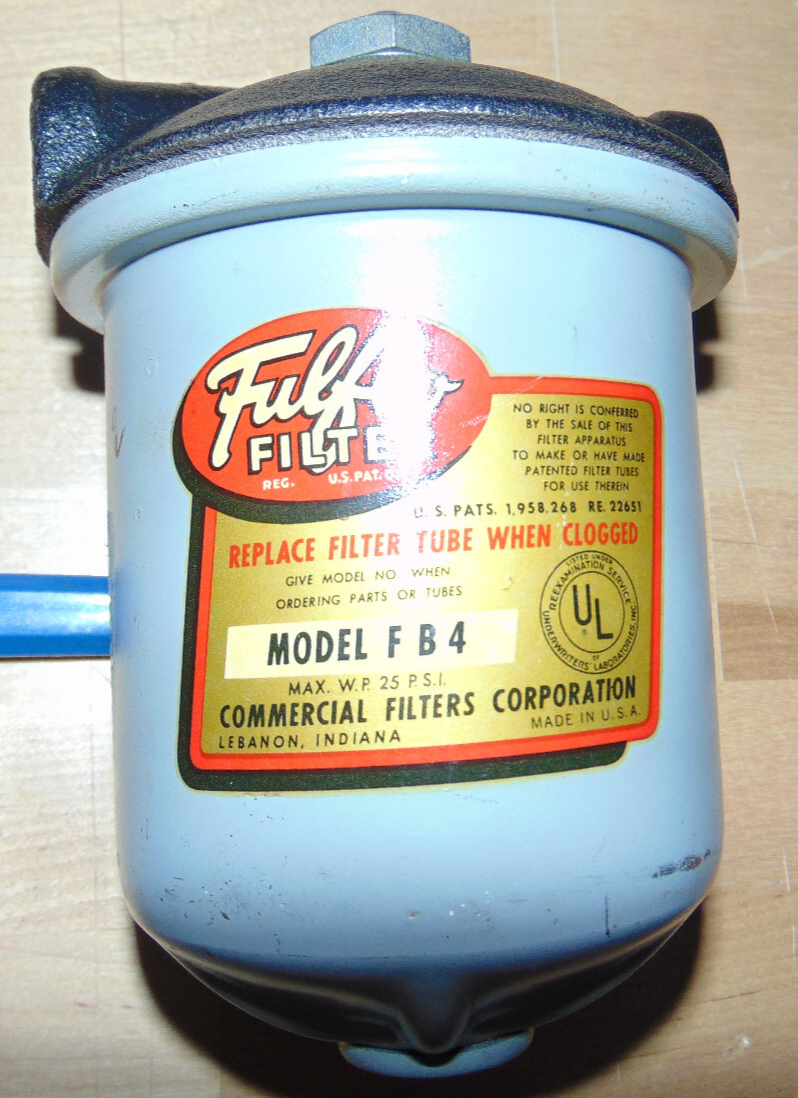 Fulflo
FILTER
REG. U.S. PAT.
NO RIGHT IS CONFERRED
BY THE SALE OF THIS
FILTER APPARATUS
TO MAKE OR HAVE MADE
PATENTED FILTER TUBES
FOR USE THEREIN
U. S. PATS. 1,958,268 RE. 22651
REPLACE FILTER TUBE WHEN CLOGGED
GIVE MODEL NO. WHEN
ORDERING PARTS OR TUBES
LISTED UNDER
REEXAMINATION SERVICE
UL
OF
UNDERWRITERS' LABORATORIES, INC.
MODEL F B 4
MAX. W.P. 25 P.S.I.
COMMERCIAL FILTERS CORPORATION
LEBANON, INDIANA
MADE IN U.S.A.